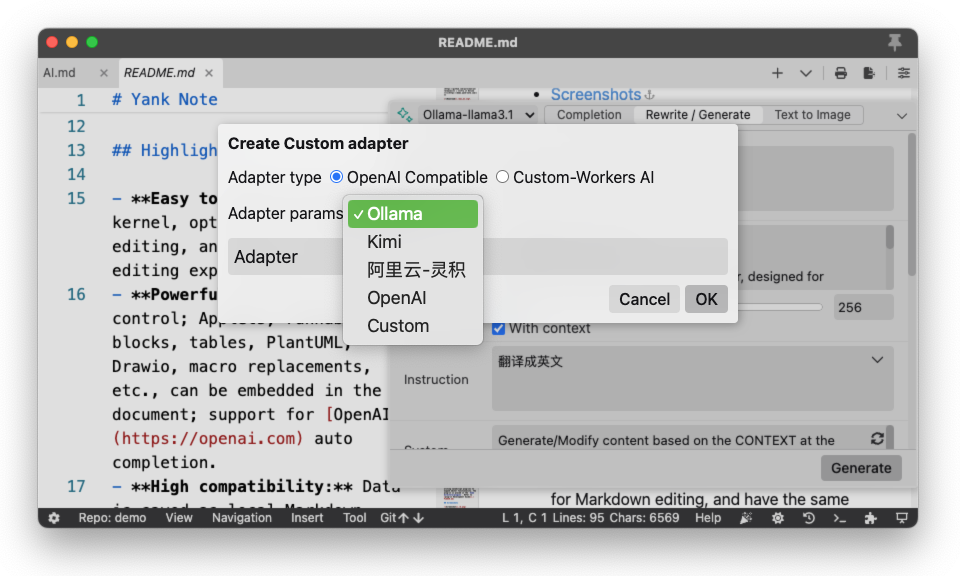 README.md
AI.md
README.md
Screenshots
1 # Yank Note
Ollama-llama3.1
Completion
Rewrite / Generate
Text to Image
12
13 ## Highligh
14
15 - **Easy to
kernel, opt
editing, an
editing exp
16 - **Powerfu
control;
blocks, tables, PlantUML,
Drawio, macro replacements,
etc., can be embedded in the
document; support for [OpenAI
(https://openai.com) auto
completion.
17 - **High compatibility:** Data
Create Custom adapter
Adapter type OpenAI Compatible Custom-Workers AI
Adapter params
✓ Ollama
Kimi
阿里云-灵积
OpenAI
Custom
Adapter
Cancel
OK
, designed for
256
With context
Instruction
翻译成英文
System
Generate/Modify content based on the CONTEXT at the
Generate
for Markdown editing, and have the same
Repo: demo
View
Navigation
Insert
Tool
Git
L 1, C 1 Lines: 95 Chars: 6569
Help